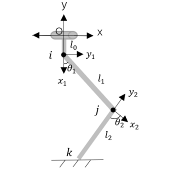 y
O
x
l₀
i
y₁
θ₁
x₁
l₁
y₂
j
θ₂
x₂
l₂
k